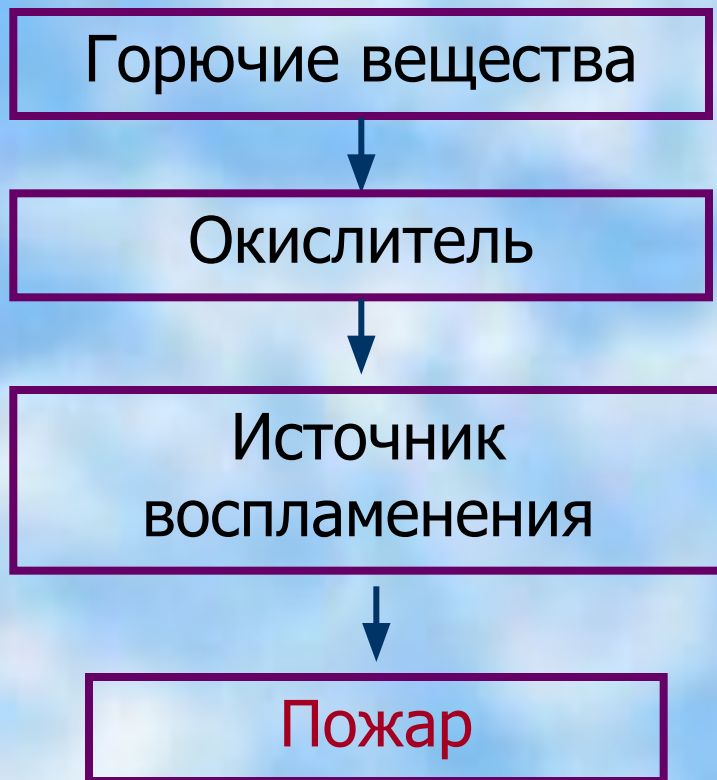 Горючие вещества
Окислитель
Источник
воспламенения
Пожар